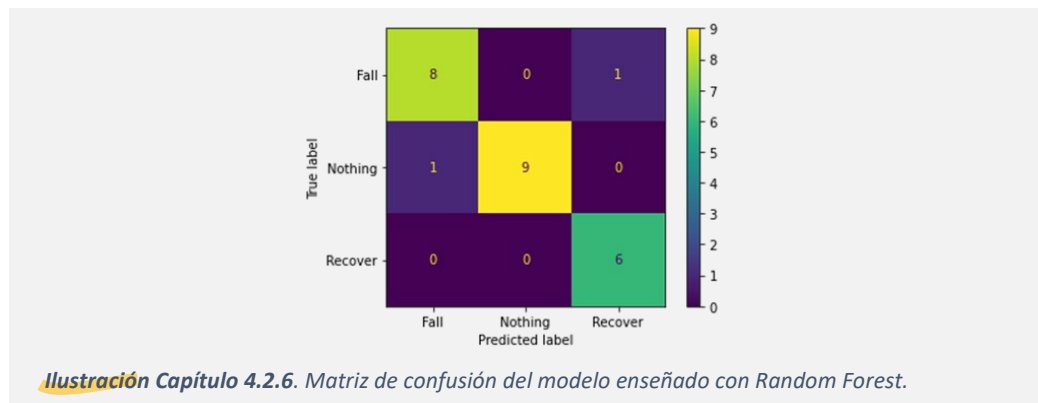 9
Fall 8 0 1 8
7
6
True label
Nothing 1 9 0 5
4
3
2
Recover 0 0 6 1
0
Fall Nothing Recover
Predicted label
Ilustración Capítulo 4.2.6. Matriz de confusión del modelo enseñado con Random Forest.